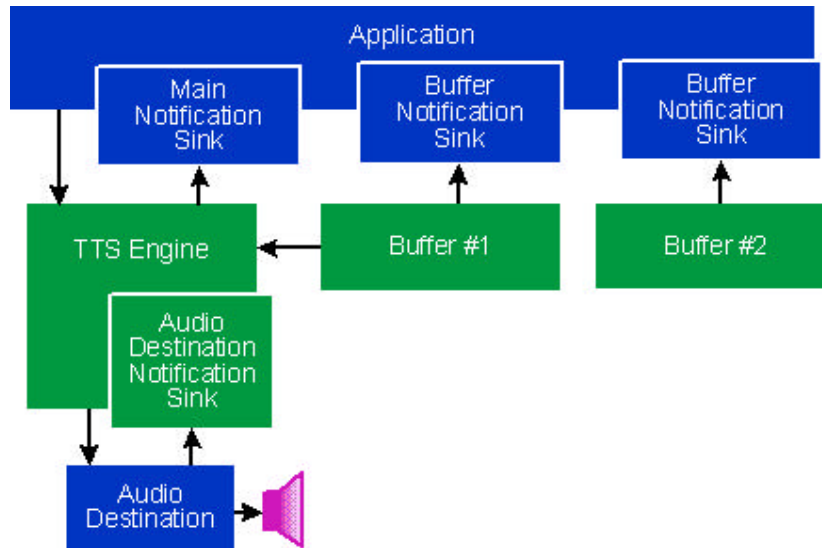 Application
Main
Notification
Sink
Buffer
Notification
Sink
Buffer
Notification
Sink
TTS Engine
Buffer #1
Buffer #2
Audio
Destination
Notification
Sink
Audio
Destination